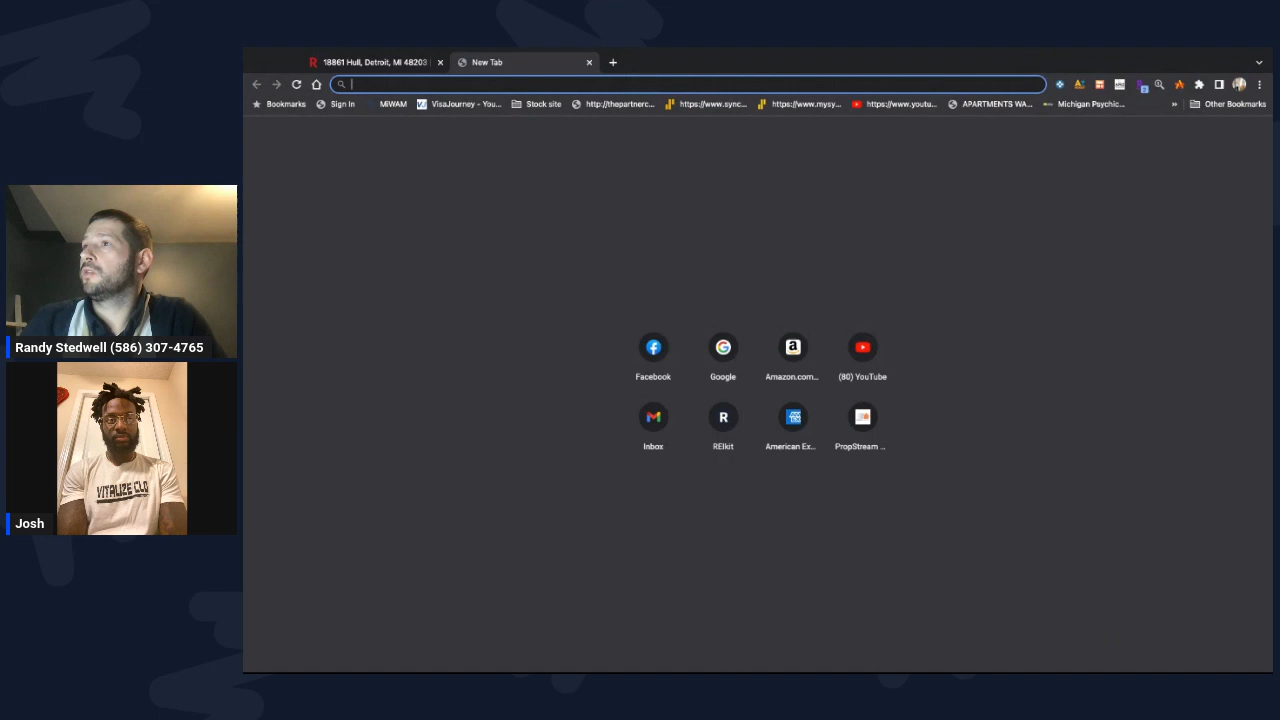 18861 Hull, Detroit, MI 48203
New Tab
Bookmarks
Sign In
MiWAM
VisaJourney - You...
Stock site
http://thepartnerc...
https://www.sync...
https://www.mysy...
https://www.youtu...
APARTMENTS WA...
Michigan Psychic...
»
Other Bookmarks
Randy Stedwell (586) 307-4765
VITALIZE CLO
Josh
Facebook
Google
Amazon.com...
(80) YouTube
R
Inbox
REIkit
American Ex...
PropStream ...